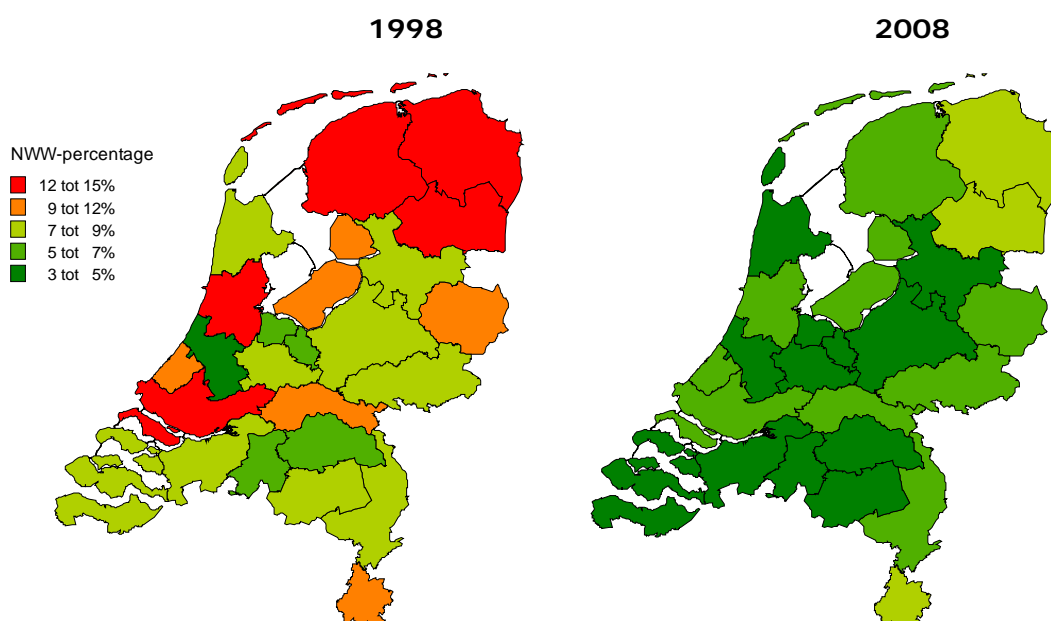 1998
2008
NWW-percentage
12 tot 15%
9 tot 12%
7 tot 9%
5 tot 7%
3 tot 5%